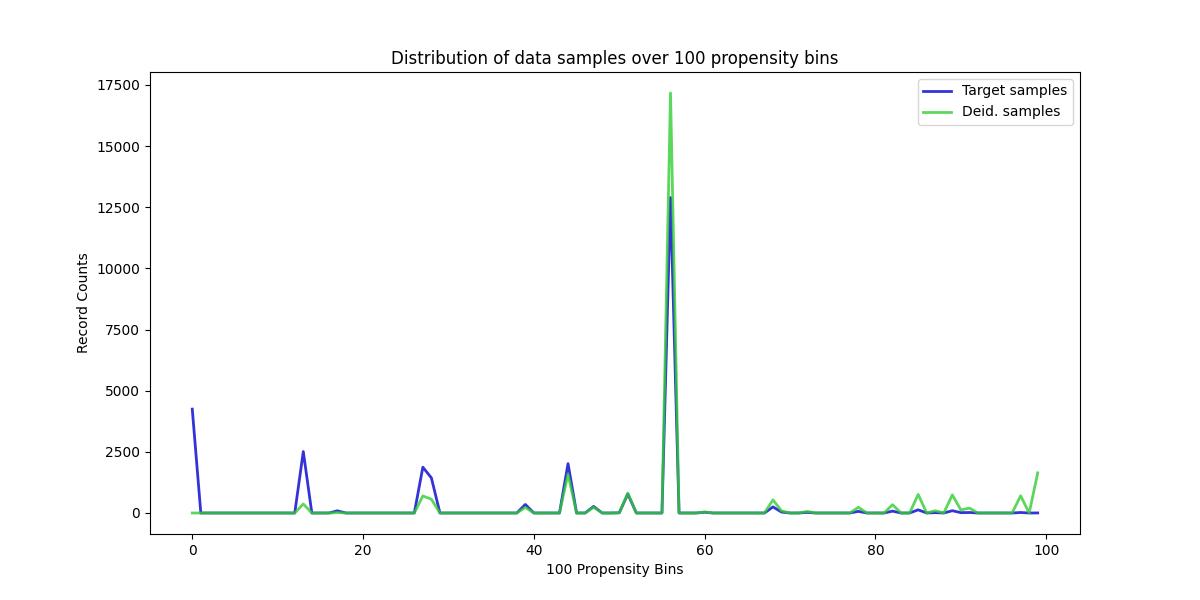 Distribution of data samples over 100 propensity bins
Target samples
Deid. samples
17500
15000
12500
10000
7500
5000
2500
0
Record Counts
0 20 40 60 80 100
100 Propensity Bins